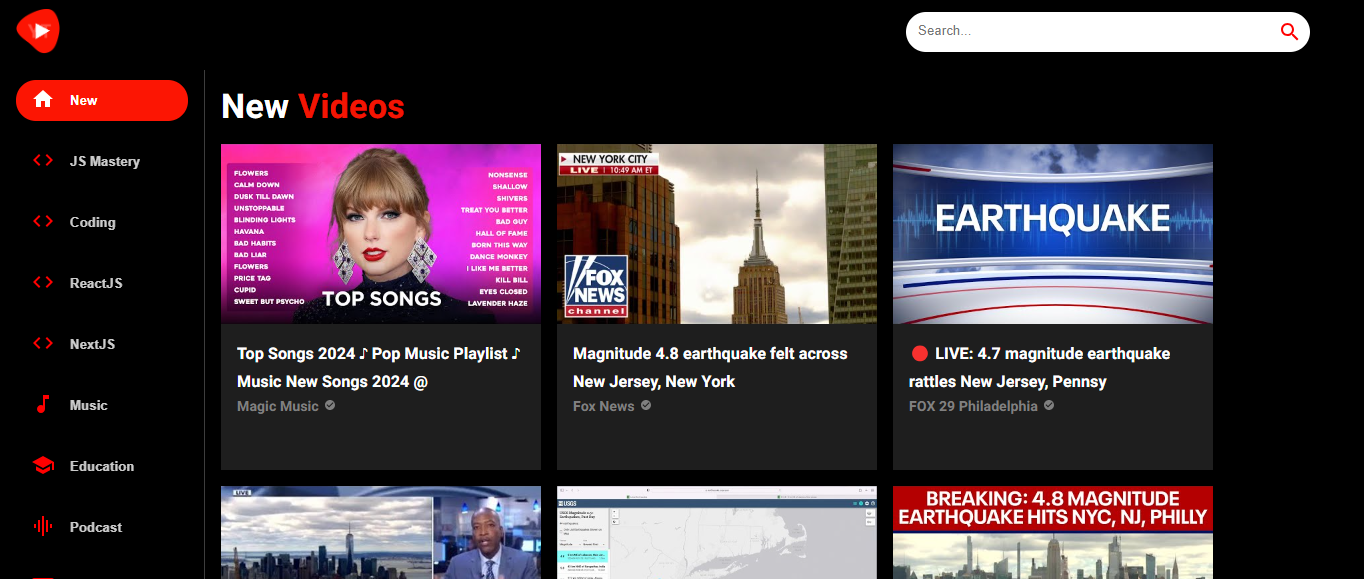 Search...
New
JS Mastery
Coding
ReactJS
NextJS
Music
Education
Podcast
New Videos
FLOWERS
CALM DOWN
DUSK TILL DAWN
UNSTOPPABLE
BLINDING LIGHTS
HAVANA
BAD HABITS
BAD LIAR
FLOWERS
PRICE TAG
CUPID
SWEET BUT PSYCHO
NONSENSE
SHALLOW
SHIVERS
TREAT YOU BETTER
BAD GUY
HALL OF FAME
BORN THIS WAY
DANCE MONKEY
I LIKE ME BETTER
KILL BILL
EYES CLOSED
LAVENDER HAZE
TOP SONGS
Top Songs 2024 ♪ Pop Music Playlist ♪
Music New Songs 2024 @
Magic Music
NEW YORK CITY
LIVE | 10:49 AM ET
FOX
NEWS
channel
Magnitude 4.8 earthquake felt across
New Jersey, New York
Fox News
EARTHQUAKE
🔴 LIVE: 4.7 magnitude earthquake
rattles New Jersey, Pennsy
FOX 29 Philadelphia
LIVE
USGS
BREAKING: 4.8 MAGNITUDE
EARTHQUAKE HITS NYC, NJ, PHILLY